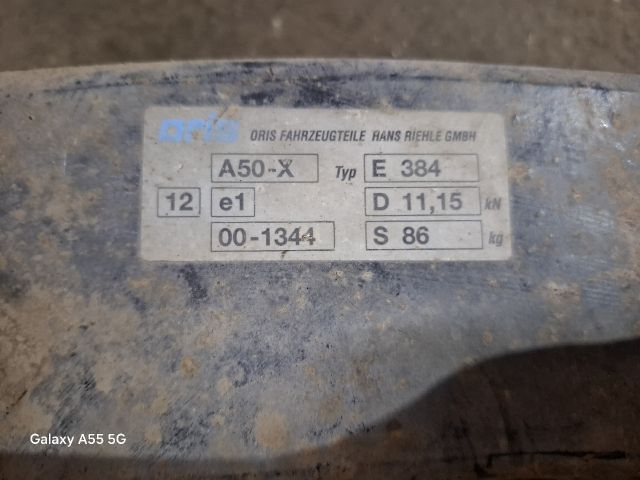 oris ORIS FAHRZEUGTEILE HANS RIEHLE GMBH
A50-X Typ E 384
12 e1 D 11,15 kN
00-1344 S 86 kg
Galaxy A55 5G